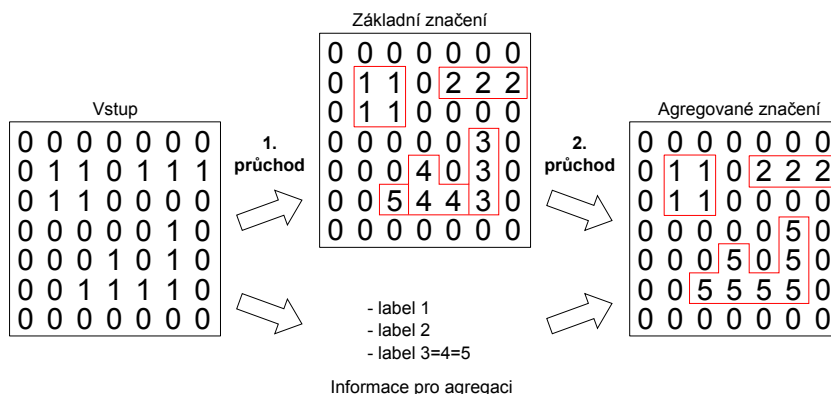 Základní značení
0 0 0 0 0 0 0
0 1 1 0 2 2 2
0 1 1 0 0 0 0
0 0 0 0 0 3 0
0 0 0 4 0 3 0
0 0 5 4 4 3 0
0 0 0 0 0 0 0
Vstup
0 0 0 0 0 0 0
0 1 1 0 1 1 1
0 1 1 0 0 0 0
0 0 0 0 0 1 0
0 0 0 1 0 1 0
0 0 1 1 1 1 0
0 0 0 0 0 0 0
1.
průchod
2.
průchod
Agregované značení
0 0 0 0 0 0 0
0 1 1 0 2 2 2
0 1 1 0 0 0 0
0 0 0 0 0 5 0
0 0 0 5 0 5 0
0 0 5 5 5 5 0
0 0 0 0 0 0 0
- label 1
- label 2
- label 3=4=5
Informace pro agregaci